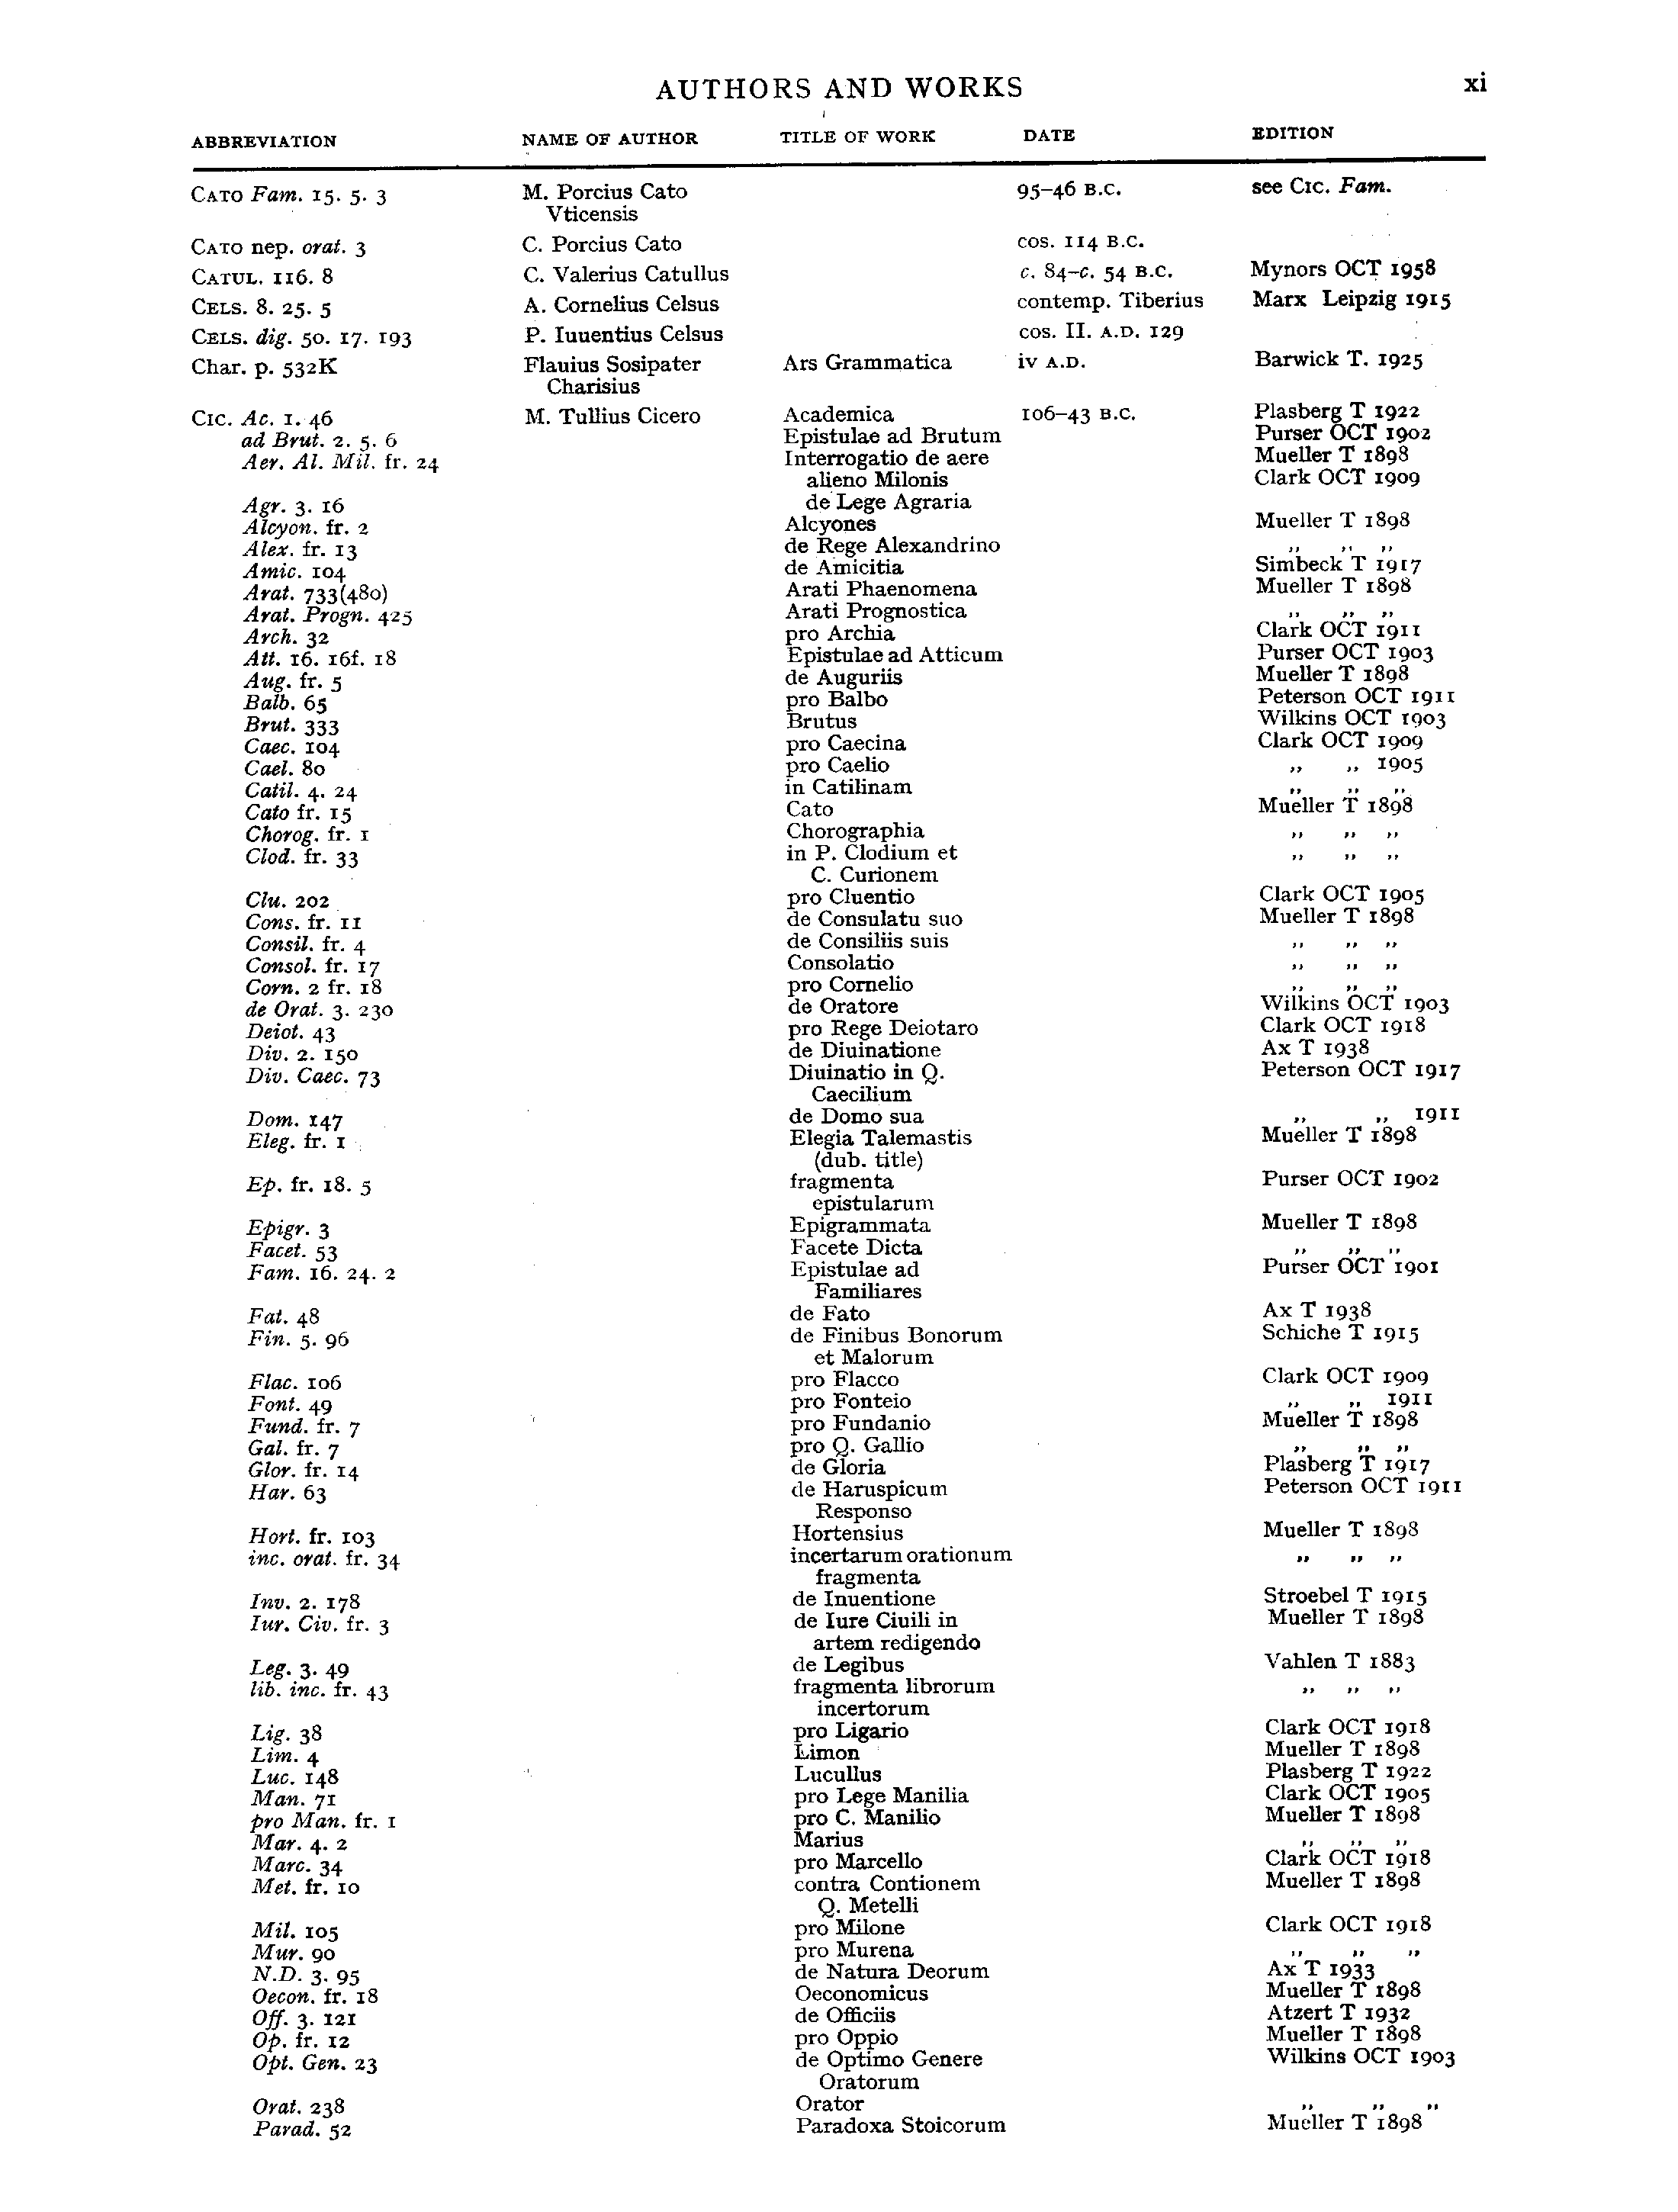 AUTHORS AND WORKS xi
ABBREVIATION NAME OF AUTHOR TITLE OF WORK DATE EDITION
CATO Fam. 15. 5. 3 M. Porcius Cato 95–46 B.C. see CIC. Fam.
Vticensis
CATO nep. orat. 3 C. Porcius Cato cos. 114 B.C.
CATUL. 116. 8 C. Valerius Catullus c. 84–c. 54 B.C. Mynors OCT 1958
CELS. 8. 25. 5 A. Cornelius Celsus contemp. Tiberius Marx Leipzig 1915
CELS. dig. 50. 17. 193 P. Iuuentius Celsus cos. II. A.D. 129
Char. p. 532K Flauius Sosipater Ars Grammatica iv A.D. Barwick T. 1925
Charisius
CIC. Ac. 1. 46 M. Tullius Cicero Academica 106–43 B.C. Plasberg T 1922
ad Brut. 2. 5. 6 Epistulae ad Brutum Purser OCT 1902
Aer. Al. Mil. fr. 24 Interrogatio de aere Mueller T 1898
alieno Milonis Clark OCT 1909
Agr. 3. 16 de Lege Agraria
Alcyon. fr. 2 Alcyones Mueller T 1898
Alex. fr. 13 de Rege Alexandrino ,, ,, ,,
Amic. 104 de Amicitia Simbeck T 1917
Arat. 733(480) Arati Phaenomena Mueller T 1898
Arat. Progn. 425 Arati Prognostica ,, ,, ,,
Arch. 32 pro Archia Clark OCT 1911
Att. 16. 16f. 18 Epistulae ad Atticum Purser OCT 1903
Aug. fr. 5 de Auguriis Mueller T 1898
Balb. 65 pro Balbo Peterson OCT 1911
Brut. 333 Brutus Wilkins OCT 1903
Caec. 104 pro Caecina Clark OCT 1909
Cael. 80 pro Caelio ,, ,, 1905
Catil. 4. 24 in Catilinam ,, ,, ,,
Cato fr. 15 Cato Mueller T 1898
Chorog. fr. 1 Chorographia ,, ,, ,,
Clod. fr. 33 in P. Clodium et ,, ,, ,,
C. Curionem
Clu. 202 pro Cluentio Clark OCT 1905
Cons. fr. 11 de Consulatu suo Mueller T 1898
Consil. fr. 4 de Consiliis suis ,, ,, ,,
Consol. fr. 17 Consolatio ,, ,, ,,
Corn. 2 fr. 18 pro Cornelio ,, ,, ,,
de Orat. 3. 230 de Oratore Wilkins OCT 1903
Deiot. 43 pro Rege Deiotaro Clark OCT 1918
Div. 2. 150 de Diuinatione Ax T 1938
Div. Caec. 73 Diuinatio in Q. Peterson OCT 1917
Caecilium
Dom. 147 de Domo sua ,, ,, 1911
Eleg. fr. 1 Elegia Talemastis Mueller T 1898
(dub. title)
Ep. fr. 18. 5 fragmenta Purser OCT 1902
epistularum
Epigr. 3 Epigrammata Mueller T 1898
Facet. 53 Facete Dicta ,, ,, ,,
Fam. 16. 24. 2 Epistulae ad Purser OCT 1901
Familiares
Fat. 48 de Fato Ax T 1938
Fin. 5. 96 de Finibus Bonorum Schiche T 1915
et Malorum
Flac. 106 pro Flacco Clark OCT 1909
Font. 49 pro Fonteio ,, ,, 1911
Fund. fr. 7 pro Fundanio Mueller T 1898
Gal. fr. 7 pro Q. Gallio ,, ,, ,,
Glor. fr. 14 de Gloria Plasberg T 1917
Har. 63 de Haruspicum Peterson OCT 1911
Responso
Hort. fr. 103 Hortensius Mueller T 1898
inc. orat. fr. 34 incertarum orationum ,, ,, ,,
fragmenta
Inv. 2. 178 de Inuentione Stroebel T 1915
Iur. Civ. fr. 3 de Iure Ciuili in Mueller T 1898
artem redigendo
Leg. 3. 49 de Legibus Vahlen T 1883
lib. inc. fr. 43 fragmenta librorum ,, ,, ,,
incertorum
Lig. 38 pro Ligario Clark OCT 1918
Lim. 4 Limon Mueller T 1898
Luc. 148 Lucullus Plasberg T 1922
Man. 71 pro Lege Manilia Clark OCT 1905
pro Man. fr. 1 pro C. Manilio Mueller T 1898
Mar. 4. 2 Marius ,, ,, ,,
Marc. 34 pro Marcello Clark OCT 1918
Met. fr. 10 contra Contionem Mueller T 1898
Q. Metelli
Mil. 105 pro Milone Clark OCT 1918
Mur. 90 pro Murena ,, ,, ,,
N.D. 3. 95 de Natura Deorum Ax T 1933
Oecon. fr. 18 Oeconomicus Mueller T 1898
Off. 3. 121 de Officiis Atzert T 1932
Op. fr. 12 pro Oppio Mueller T 1898
Opt. Gen. 23 de Optimo Genere Wilkins OCT 1903
Oratorum
Orat. 238 Orator ,, ,, ,,
Parad. 52 Paradoxa Stoicorum Mueller T 1898